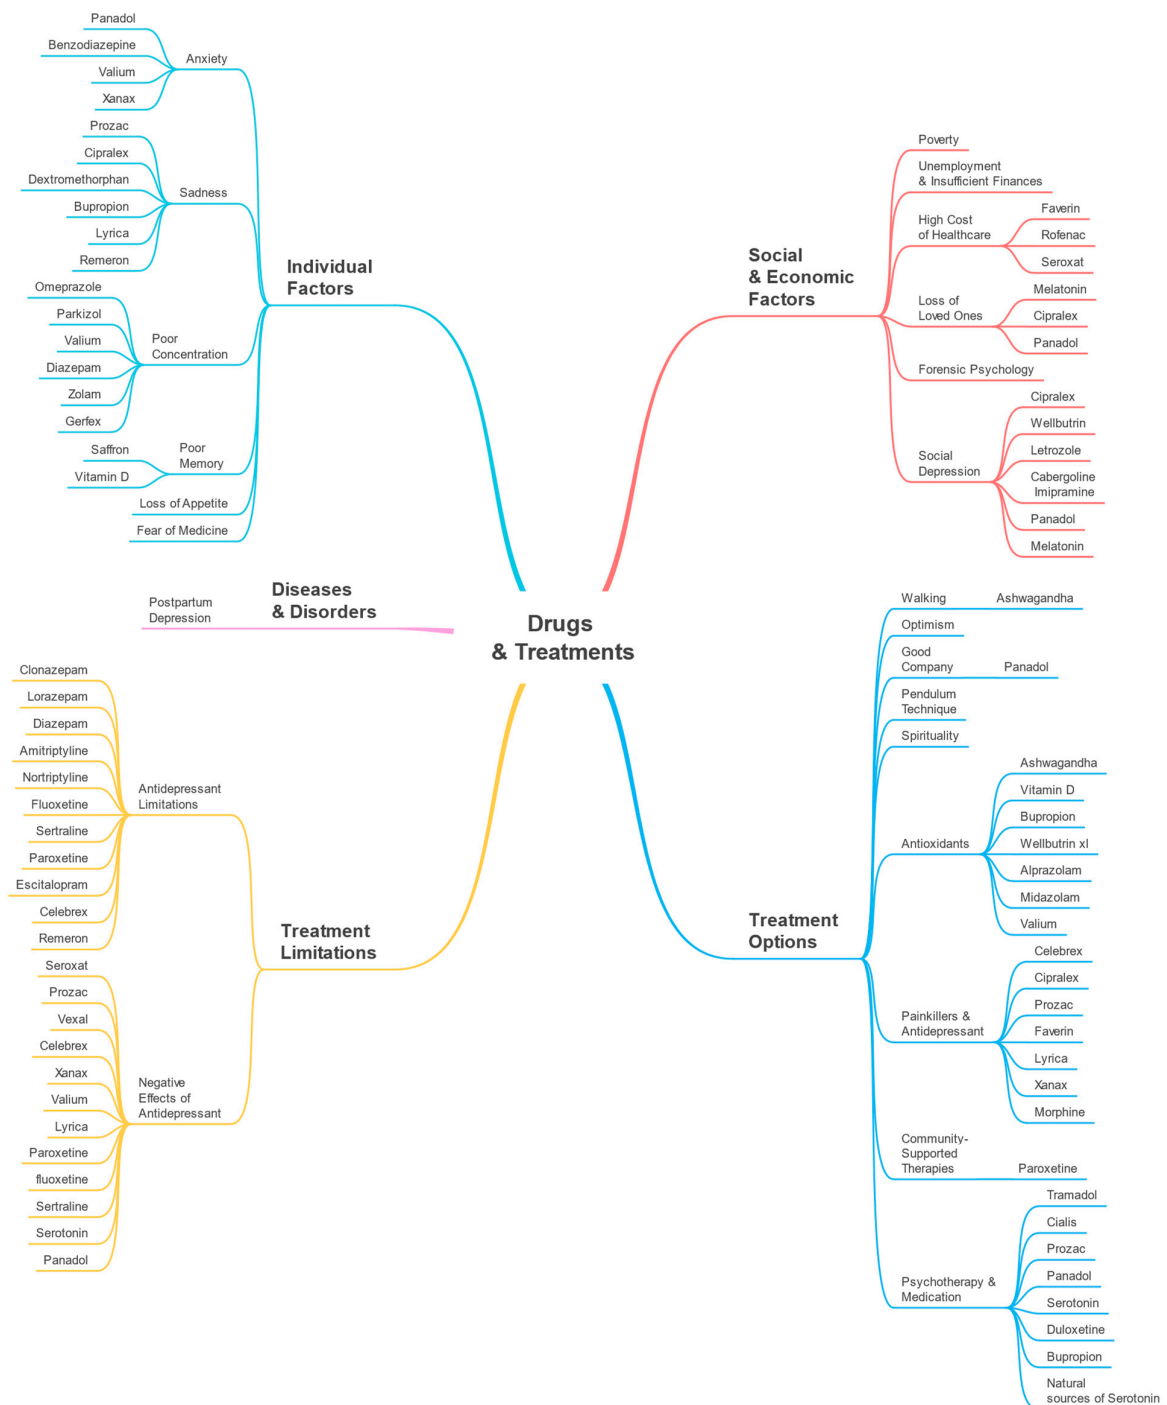 Drugs
& Treatments
Individual
Factors
Anxiety
Panadol
Benzodiazepine
Valium
Xanax
Sadness
Prozac
Cipralex
Dextromethorphan
Bupropion
Lyrica
Remeron
Poor
Concentration
Omeprazole
Parkizol
Valium
Diazepam
Zolam
Gerfex
Poor
Memory
Saffron
Vitamin D
Loss of Appetite
Fear of Medicine
Diseases
& Disorders
Postpartum
Depression
Treatment
Limitations
Antidepressant
Limitations
Clonazepam
Lorazepam
Diazepam
Amitriptyline
Nortriptyline
Fluoxetine
Sertraline
Paroxetine
Escitalopram
Celebrex
Remeron
Negative
Effects of
Antidepressant
Seroxat
Prozac
Vexal
Celebrex
Xanax
Valium
Lyrica
Paroxetine
fluoxetine
Sertraline
Serotonin
Panadol
Social
& Economic
Factors
Poverty
Unemployment
& Insufficient Finances
High Cost
of Healthcare
Faverin
Rofenac
Seroxat
Loss of
Loved Ones
Melatonin
Cipralex
Panadol
Forensic Psychology
Social
Depression
Cipralex
Wellbutrin
Letrozole
Cabergoline
Imipramine
Panadol
Melatonin
Treatment
Options
Walking
Ashwagandha
Optimism
Good
Company
Panadol
Pendulum
Technique
Spirituality
Antioxidants
Ashwagandha
Vitamin D
Bupropion
Wellbutrin xl
Alprazolam
Midazolam
Valium
Painkillers &
Antidepressant
Celebrex
Cipralex
Prozac
Faverin
Lyrica
Xanax
Morphine
Community-
Supported
Therapies
Paroxetine
Psychotherapy &
Medication
Tramadol
Cialis
Prozac
Panadol
Serotonin
Duloxetine
Bupropion
Natural
sources of Serotonin